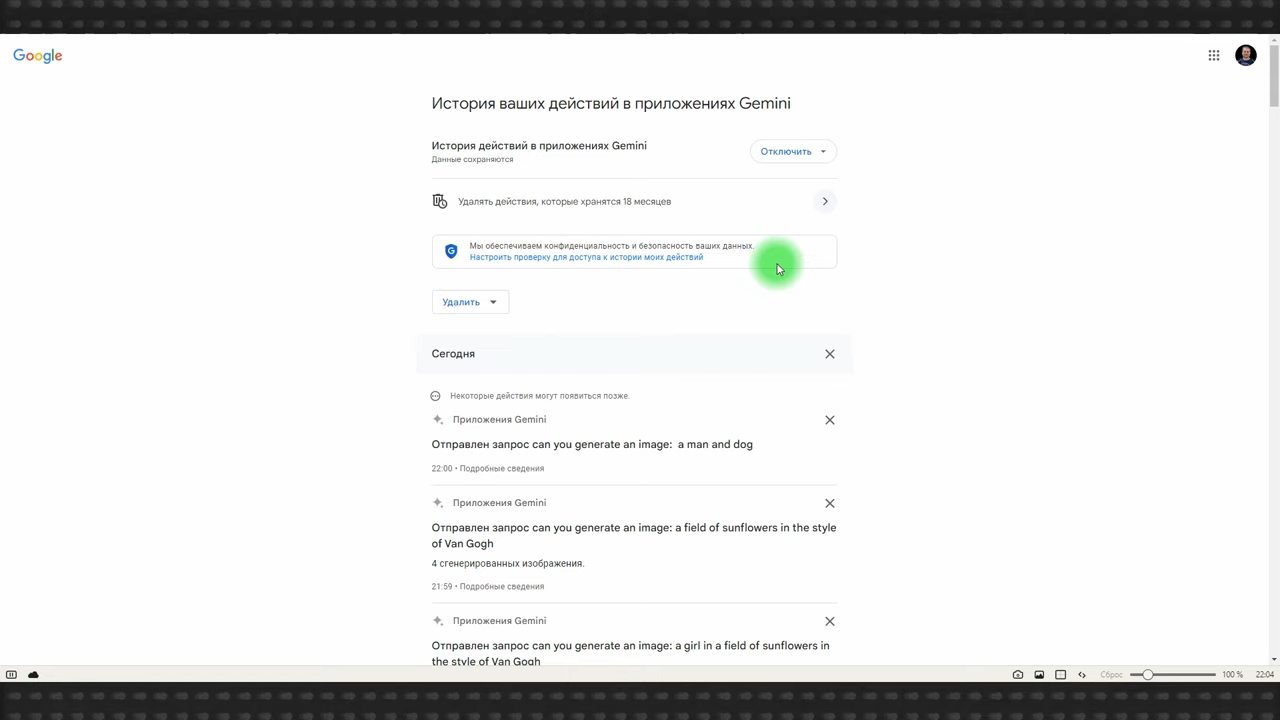 Google
История ваших действий в приложениях Gemini
История действий в приложениях Gemini
Отключить
Данные сохраняются
Удалять действия, которые хранятся 18 месяцев
Мы обеспечиваем конфиденциальность и безопасность ваших данных.
Настроить проверку для доступа к истории моих действий
Удалить
Сегодня
Некоторые действия могут появиться позже.
Приложения Gemini
Отправлен запрос can you generate an image:  a man and dog
22:00 • Подробные сведения
Приложения Gemini
Отправлен запрос can you generate an image: a field of sunflowers in the style
of Van Gogh
4 сгенерированных изображения.
21:59 • Подробные сведения
Приложения Gemini
Отправлен запрос can you generate an image: a girl in a field of sunflowers in
the style of Van Gogh
Сброс 100 % 22:04